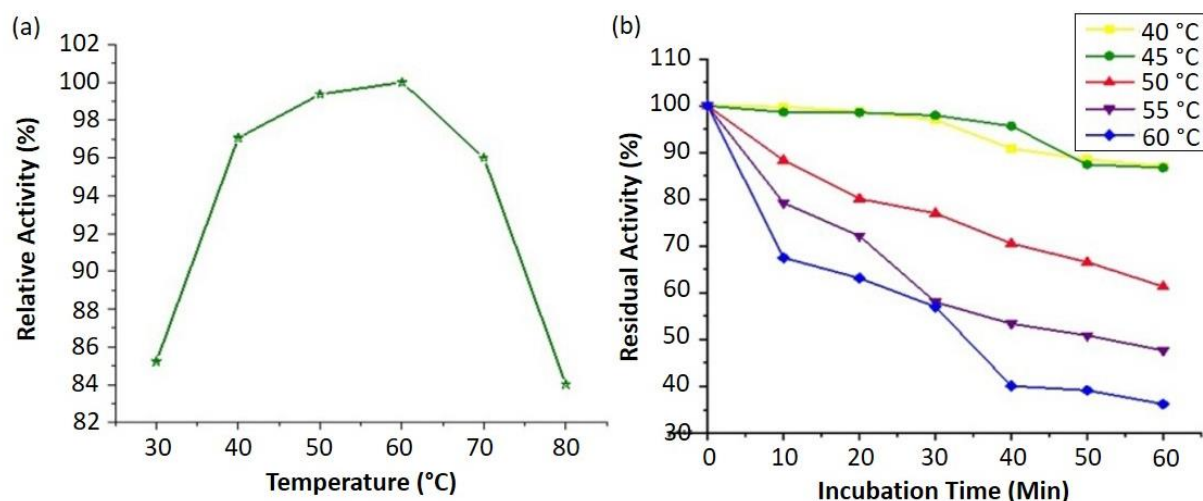 (a)
102
100
98
96
94
92
90
88
86
84
82
Relative Activity (%)
30 40 50 60 70 80
Temperature (°C)
(b)
40 °C
45 °C
50 °C
55 °C
60 °C
110
100
90
80
70
60
50
40
30
Residual Activity (%)
0 10 20 30 40 50 60
Incubation Time (Min)